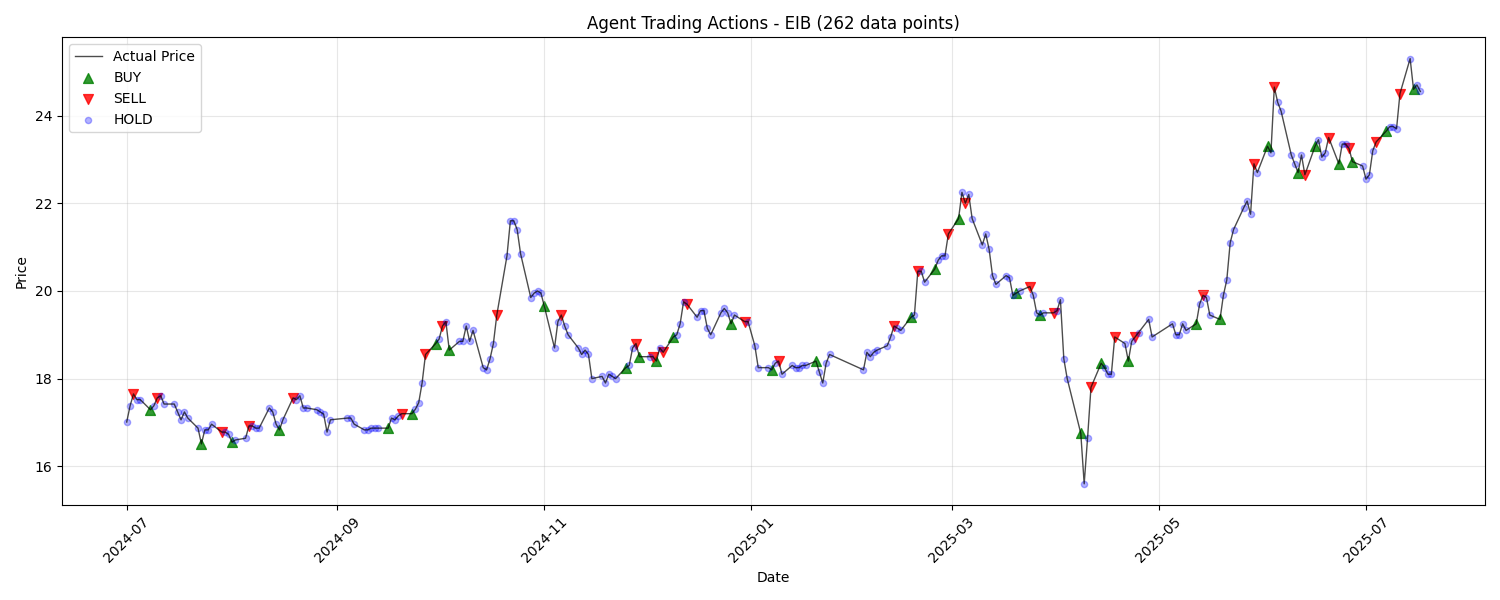 Agent Trading Actions - EIB (262 data points)
Actual Price
BUY
SELL
HOLD
Price
24
22
20
18
16
2024-07
2024-09
2024-11
2025-01
2025-03
2025-05
2025-07
Date